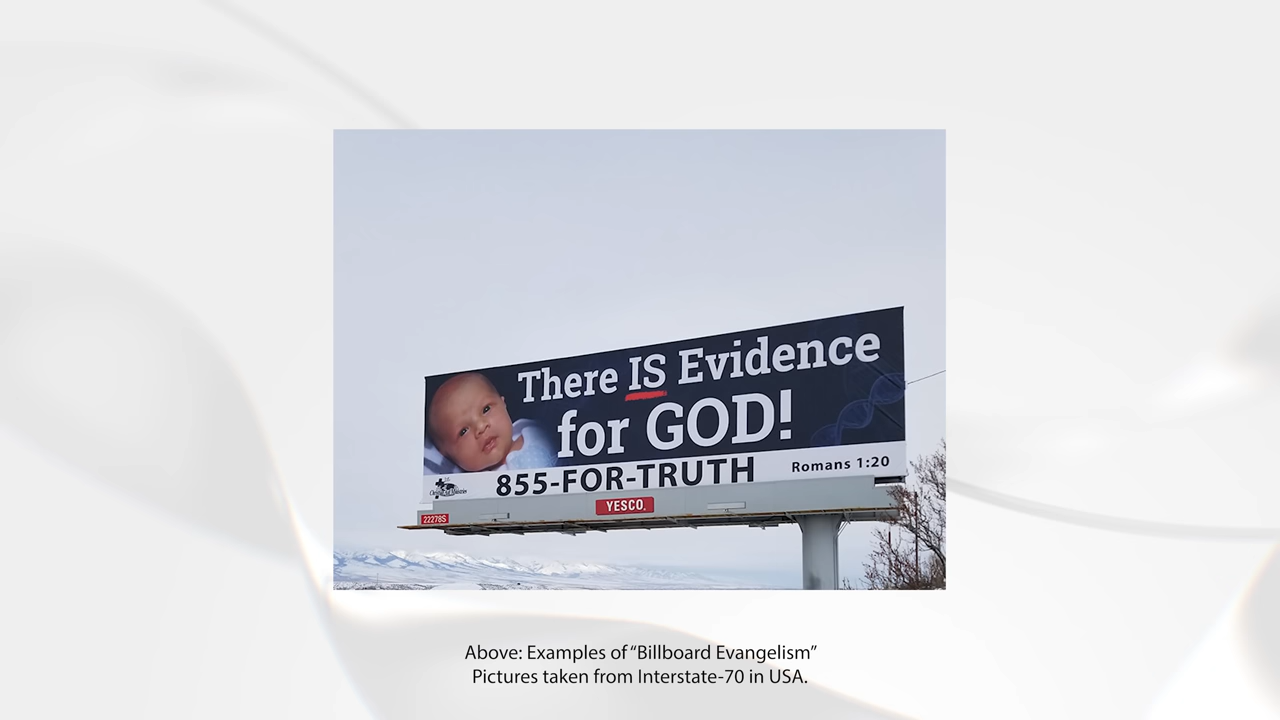 There IS Evidence
for GOD!
855-FOR-TRUTH
Romans 1:20
YESCO.
22278S
Above: Examples of “Billboard Evangelism”
Pictures taken from Interstate-70 in USA.